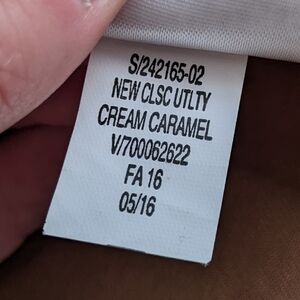 S/242165-02
NEW CLSC UTLTY
CREAM CARAMEL
V/700062622
FA 16
05/16